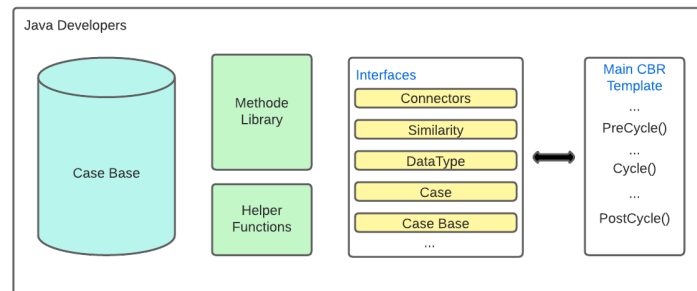 Java Developers
Case Base
Methode
Library
Helper
Functions
Interfaces
Connectors
Similarity
DataType
Case
Case Base
...
Main CBR
Template
...
PreCycle()
...
Cycle()
...
PostCycle()